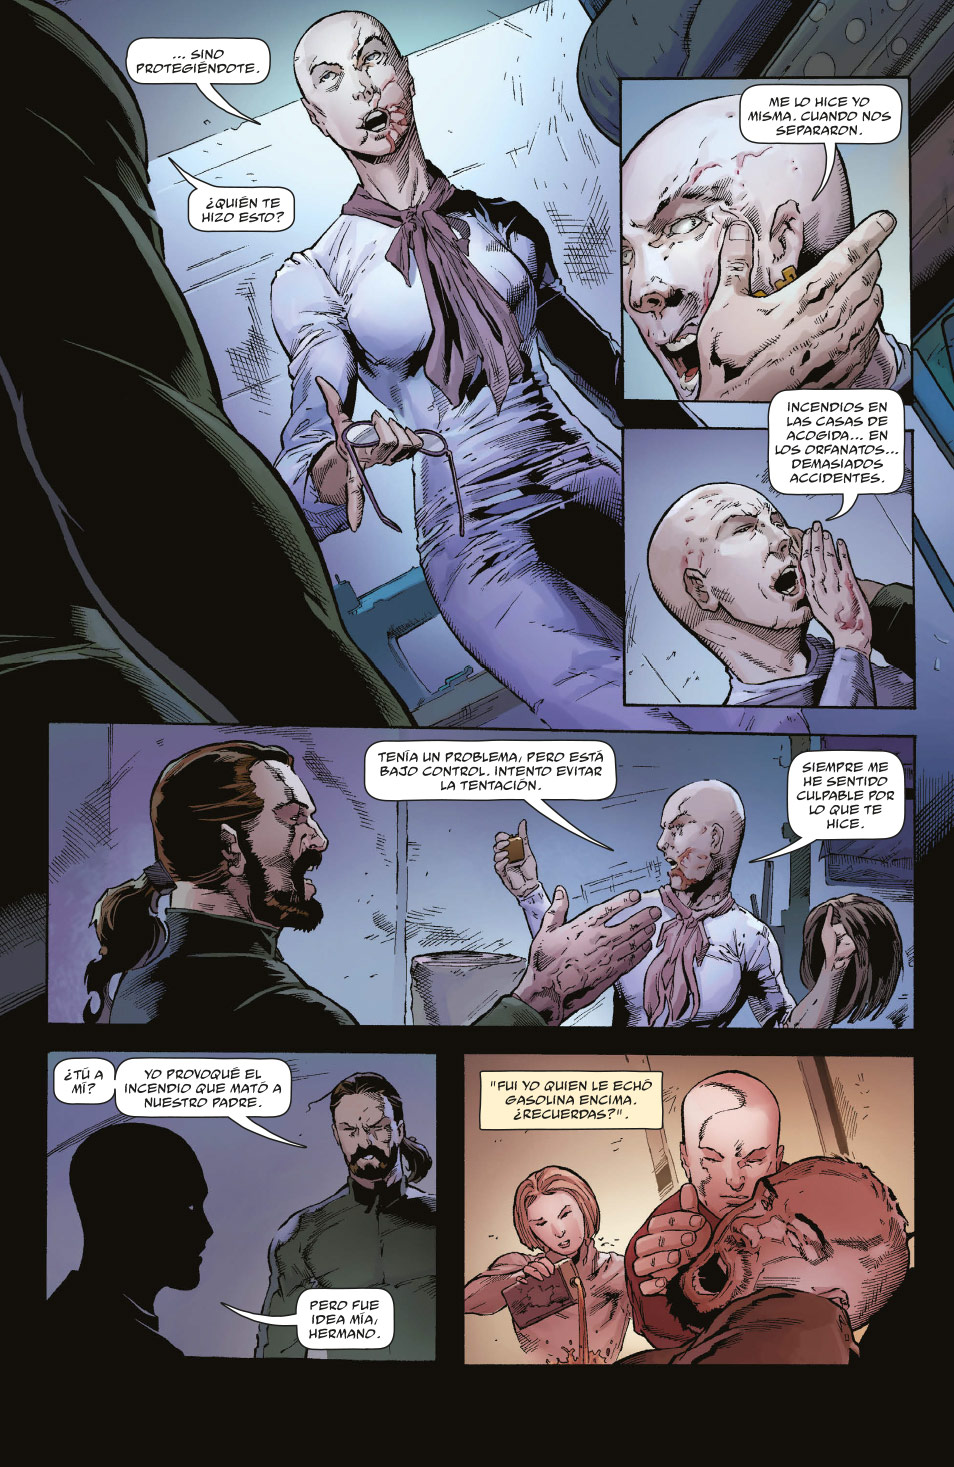 ... SINO
PROTEGIÉNDOTE.
¿QUIÉN TE
HIZO ESTO?
ME LO HICE YO
MISMA. CUANDO NOS
SEPARARON.
INCENDIOS EN
LAS CASAS DE
ACOGIDA... EN
LOS ORFANATOS...
DEMASIADOS
ACCIDENTES.
TENÍA UN PROBLEMA, PERO ESTÁ
BAJO CONTROL. INTENTO EVITAR
LA TENTACIÓN.
SIEMPRE ME
HE SENTIDO
CULPABLE POR
LO QUE TE
HICE.
¿TÚ A
MÍ?
YO PROVOQUÉ EL
INCENDIO QUE MATÓ A
NUESTRO PADRE.
PERO FUE
IDEA MÍA,
HERMANO.
"FUI YO QUIEN LE ECHÓ
GASOLINA ENCIMA.
¿RECUERDAS?".